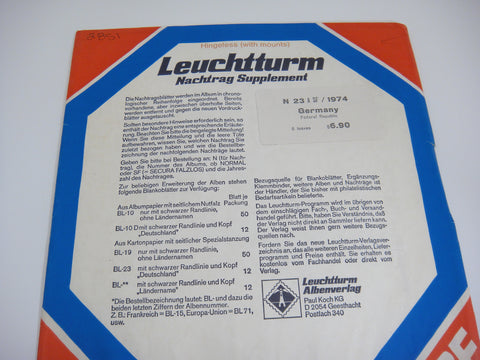 2851
Hingeless (with mounts)
Leuchtturm
Nachtrag Supplement
Die Nachtragsblätter werden im Album in chrono-
logischer Reihenfolge eingeordnet. Bereits
vorhandene, aber inzwischen überholte Seiten,
werden entfernt und gegen die neuen Vordruck-
blätter ausgetauscht.
Sollten besondere Hinweise erforderlich sein, so
enthält der Nachtrag eine entsprechende Erläute-
rung. Beachten Sie bitte die beigelegte Mitteilung!
Wenn Sie diese Mitteilung und die leere Tüte
aufbewahren, wissen Sie, welchen Nachtrag Sie
zuletzt bezogen haben und wie die Bestellzeichnung
der nachfolgenden Nachträge lautet.
Geben Sie bitte bei Bestellung an: N (für Nach-
trag), die Nummer des Albums, ob NORMAL
oder SF (= SECURA FALZLOS) und die Jahres-
zahl des Nachtrages.
Zur beliebigen Erweiterung der Alben stehen
folgende Blankoblätter zur Verfügung:
Blatt je
Aus Albumpapier mit seitlichem Nutfalz Packung
BL-10 nur mit schwarzer Randlinie, 50
ohne Ländernamen
BL-10 D mit schwarzer Randlinie und Kopf
„Deutschland" 12
Aus Kartonpapier mit seitlicher Spezialstanzung
BL-19 nur mit schwarzer Randlinie,
ohne Ländernamen 50
BL-23 mit schwarzer Randlinie und Kopf
„Deutschland" 12
BL-** mit schwarzer Randlinie und Kopf
„Ländername" 12
*Die Bestellbezeichnung lautet: BL- und dazu die
beiden letzten Ziffern der Albennummer.
Z. B.: Frankreich = BL-15, Europa-Union = BL 71,
usw.
N 23 / 1974
Germany
Federal Republic
6.90
Bezugsquelle für Blankoblätter, Ergänzungs-
Klemmbinder, weitere Alben und Nachträge ist
der Händler, der Sie bisher mit philatelistischen
Bedarfsartikeln belieferte.
Das Leuchtturm-Programm wird im übrigen von
dem einschlägigen Fach-, Buch- und Versand-
handel geführt. Bitte, haben Sie Verständnis, daß
der Verlag nicht an Sammler direkt liefern kann.
Der Verlag weist Ihnen gern weitere Bezugs-
quellen nach.
Fordern Sie das neue Leuchtturm-Verlagsver-
zeichnis an, das alle weiteren Einzelheiten, Liefer-
programm und Preise enthält. Sie erhalten es
kostenlos vom Fachhandel oder direkt vom
Verlag.
Leuchtturm
Albenverlag
Paul Koch KG
D 2054 Geesthacht
Postfach 340